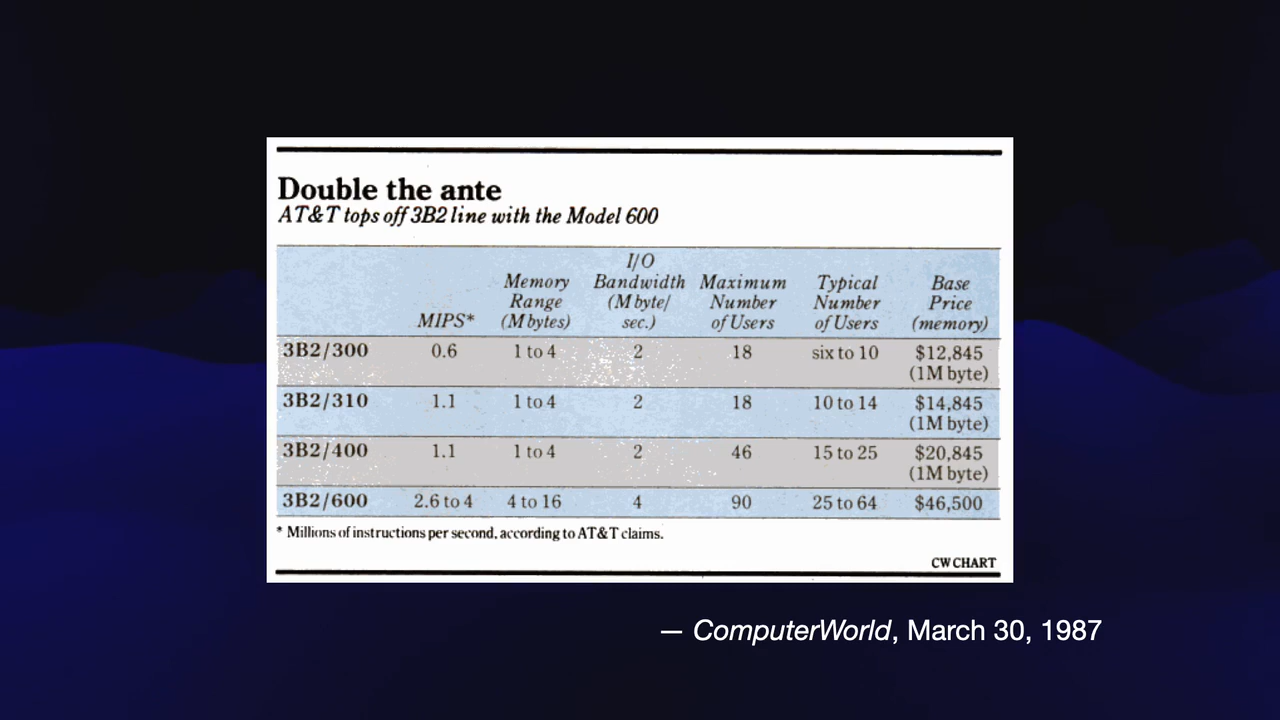 Double the ante
AT&T tops off 3B2 line with the Model 600
MIPS* Memory Range (Mbytes) I/O Bandwidth (Mbyte/ sec.) Maximum Number of Users Typical Number of Users Base Price (memory)
3B2/300 0.6 1 to 4 2 18 six to 10 $12,845 (1M byte)
3B2/310 1.1 1 to 4 2 18 10 to 14 $14,845 (1M byte)
3B2/400 1.1 1 to 4 2 46 15 to 25 $20,845 (1M byte)
3B2/600 2.6 to 4 4 to 16 4 90 25 to 64 $46,500
* Millions of instructions per second, according to AT&T claims.
CW CHART
— ComputerWorld, March 30, 1987